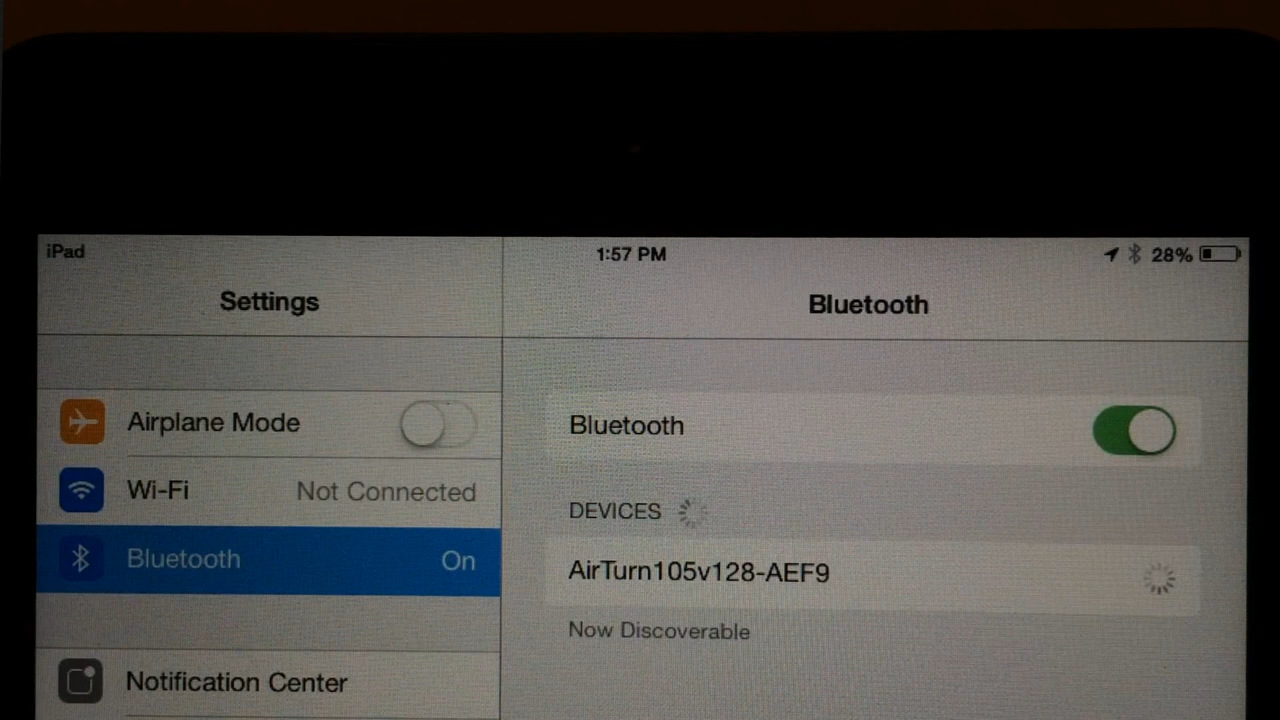 iPad
1:57 PM
28%
Settings
Bluetooth
Airplane Mode
Wi-Fi Not Connected
Bluetooth On
Notification Center
Bluetooth
DEVICES
AirTurn105v128-AEF9
Now Discoverable